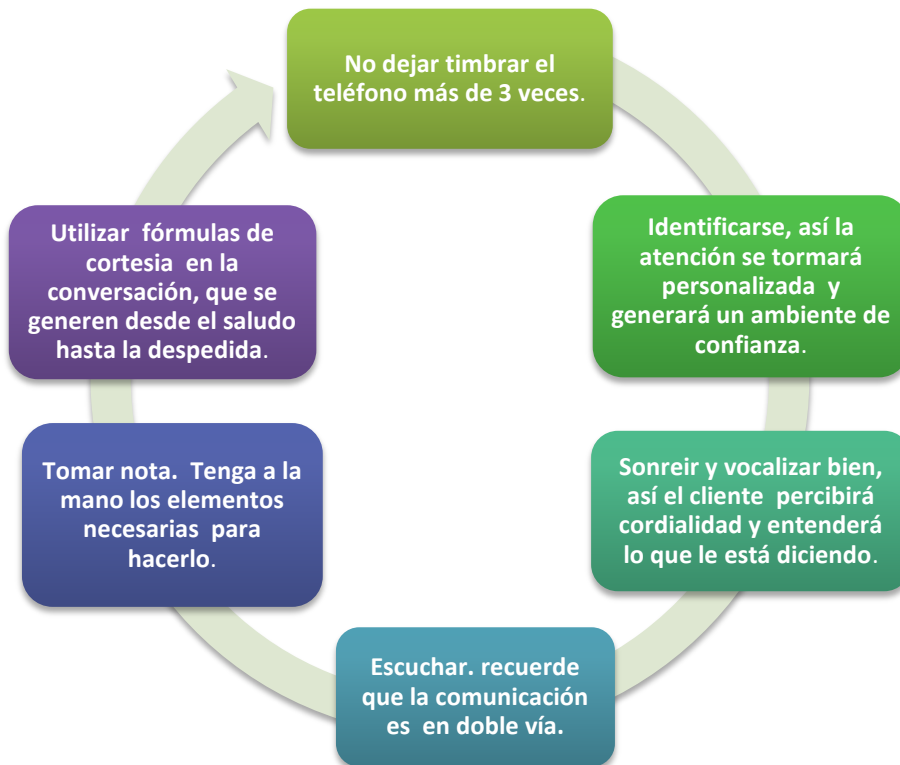 No dejar timbrar el
teléfono más de 3 veces.
Identificarse, así la
atención se tormará
personalizada y
generará un ambiente de
confianza.
Sonreir y vocalizar bien,
así el cliente percibirá
cordialidad y entenderá
lo que le está diciendo.
Escuchar. recuerde
que la comunicación
es en doble vía.
Tomar nota. Tenga a la
mano los elementos
necesarias para
hacerlo.
Utilizar fórmulas de
cortesia en la
conversación, que se
generen desde el saludo
hasta la despedida.